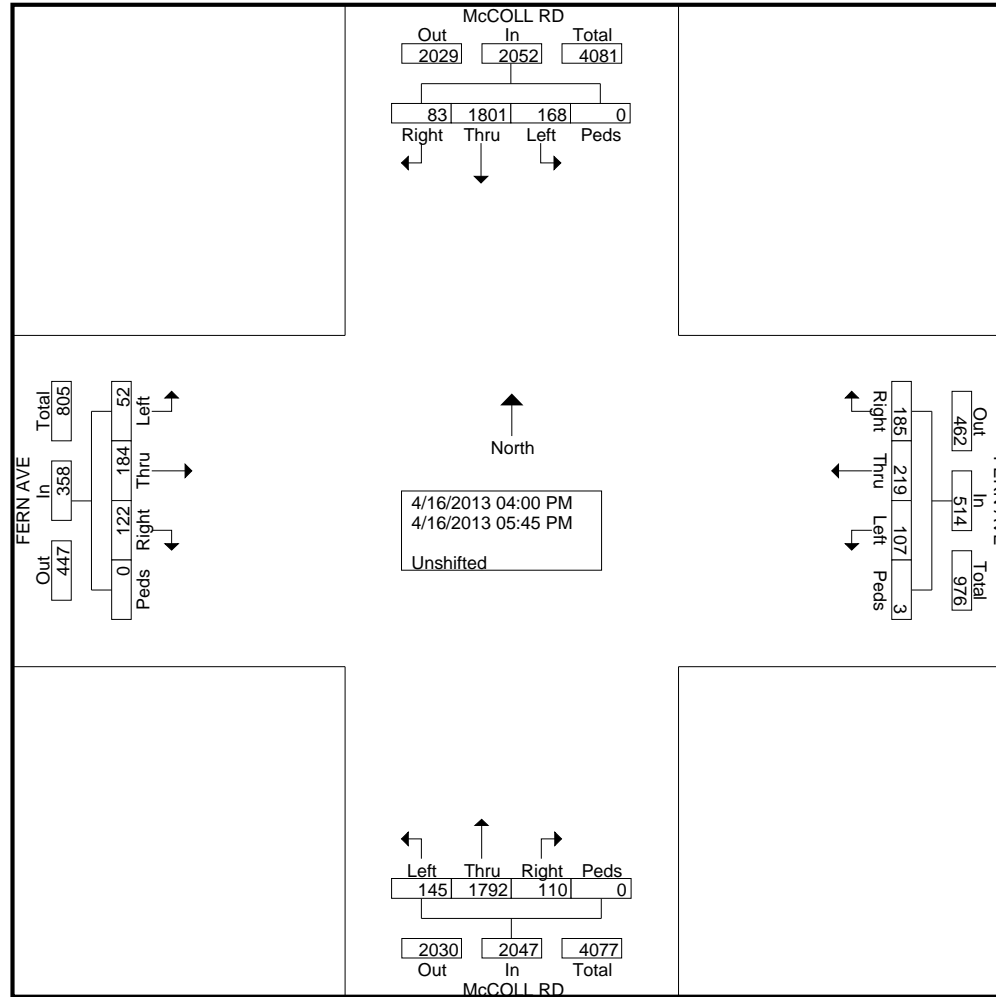 McCOLL RD
Out In Total
2029 2052 4081
83 1801 168 0
Right Thru Left Peds
FERN AVE
Total In Out
805 358 447
52 184 122 0
Left Thru Right Peds
North
4/16/2013 04:00 PM
4/16/2013 05:45 PM
Unshifted
Right Thru Left Peds
185 219 107 3
Out In Total
462 514 976
Left Thru Right Peds
145 1792 110 0
2030 2047 4077
Out In Total
McCOLL RD